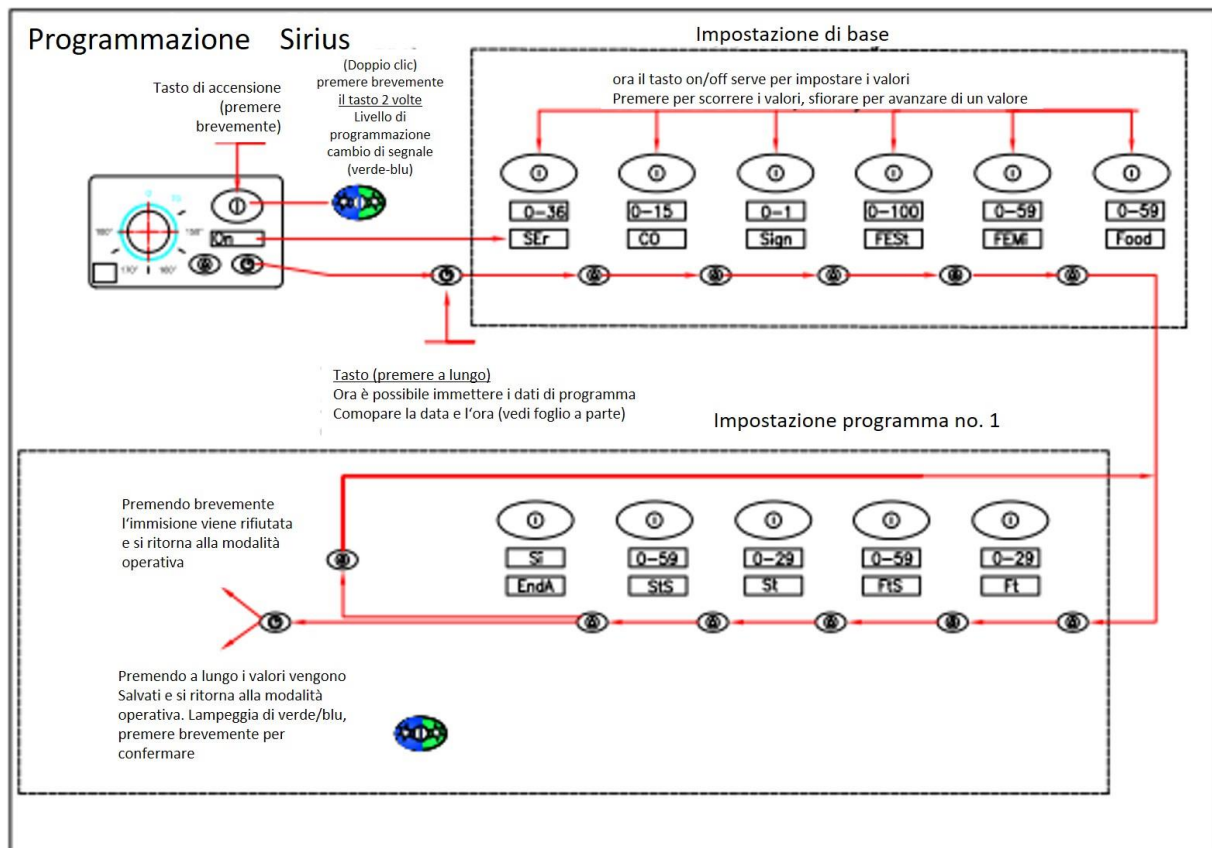 Programmazione Sirius
Impostazione di base
(Doppio clic)
premere brevemente
il tasto 2 volte
Livello di
programmazione
cambio di segnale
(verde-blu)
Tasto di accensione
(premere
brevemente)
ora il tasto on/off serve per impostare i valori
Premere per scorrere i valori, sfiorare per avanzare di un valore
On
180°
150°
170°
160°
0-36
0-15
0-1
0-100
0-59
0-59
SEr
CO
Sign
FESt
FEMi
Food
Tasto (premere a lungo)
Ora è possibile immettere i dati di programma
Comopare la data e l'ora (vedi foglio a parte)
Impostazione programma no. 1
Premendo brevemente
l'immisione viene rifiutata
e si ritorna alla modalità
operativa
Si
0-59
0-29
0-59
0-29
EndA
StS
St
FtS
Ft
Premendo a lungo i valori vengono
Salvati e si ritorna alla modalità
operativa. Lampeggia di verde/blu,
premere brevemente per
confermare